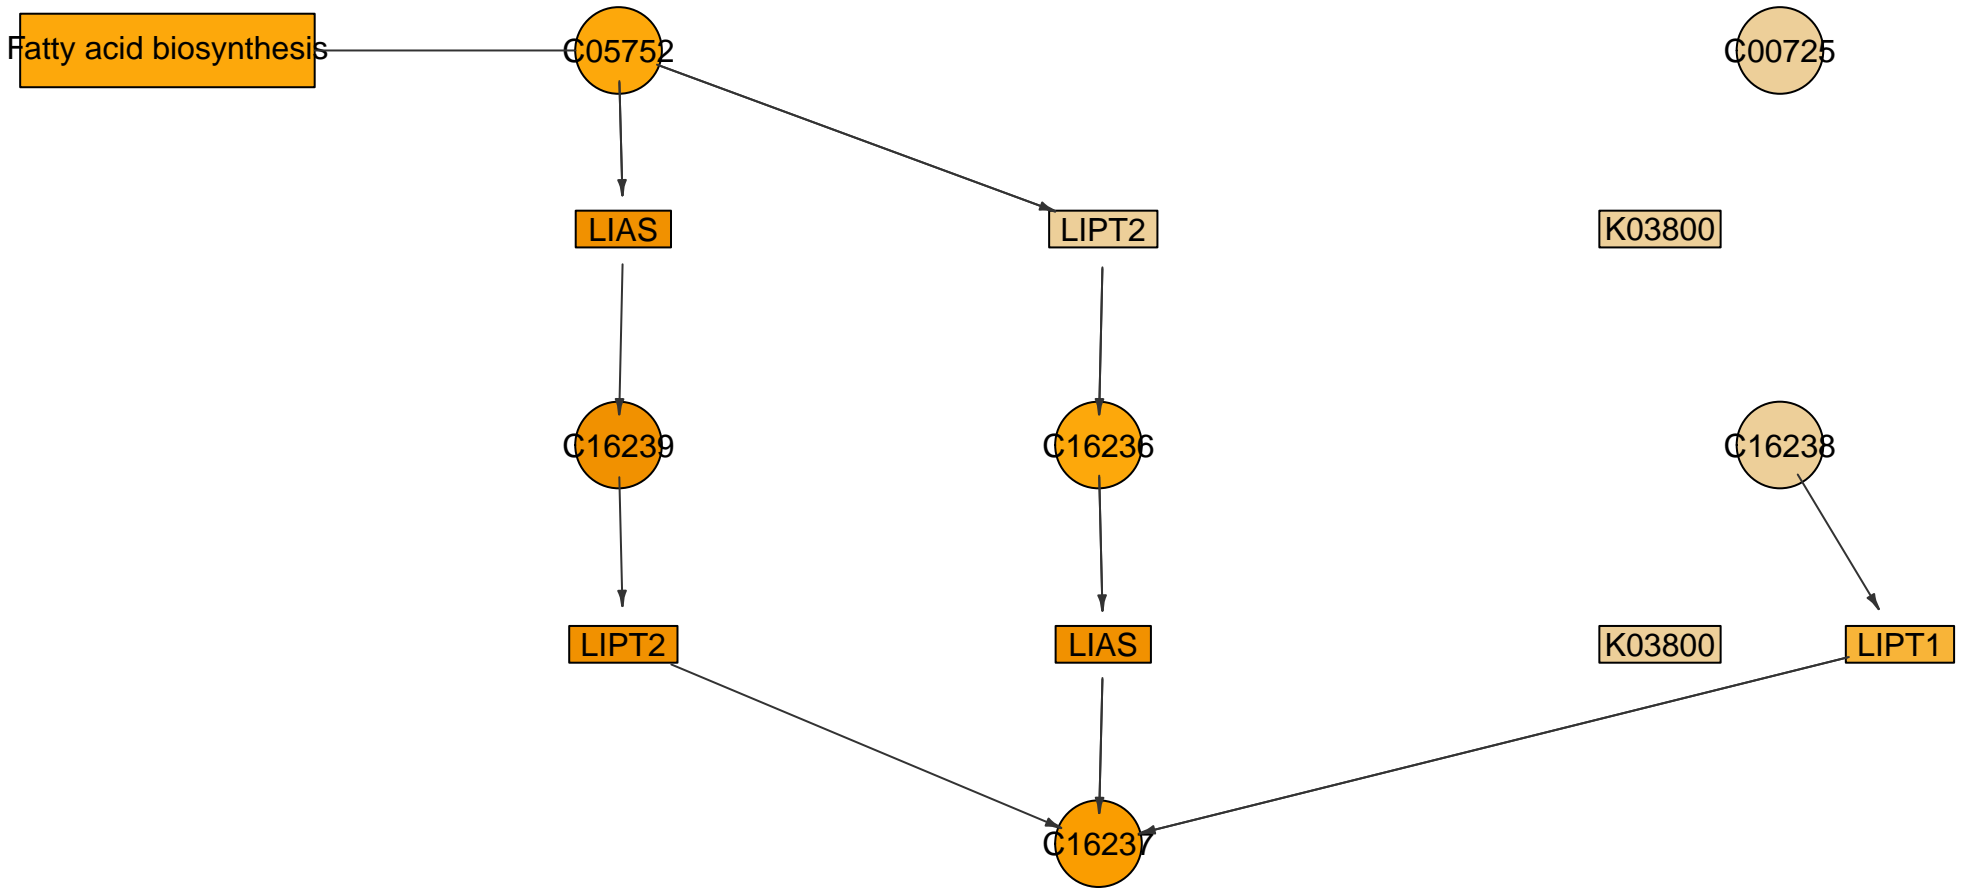 Fatty acid biosynthesis
C05752
C00725
LIAS
LIPT2
K03800
C16239
C16236
C16238
LIPT2
LIAS
K03800
LIPT1
C16237